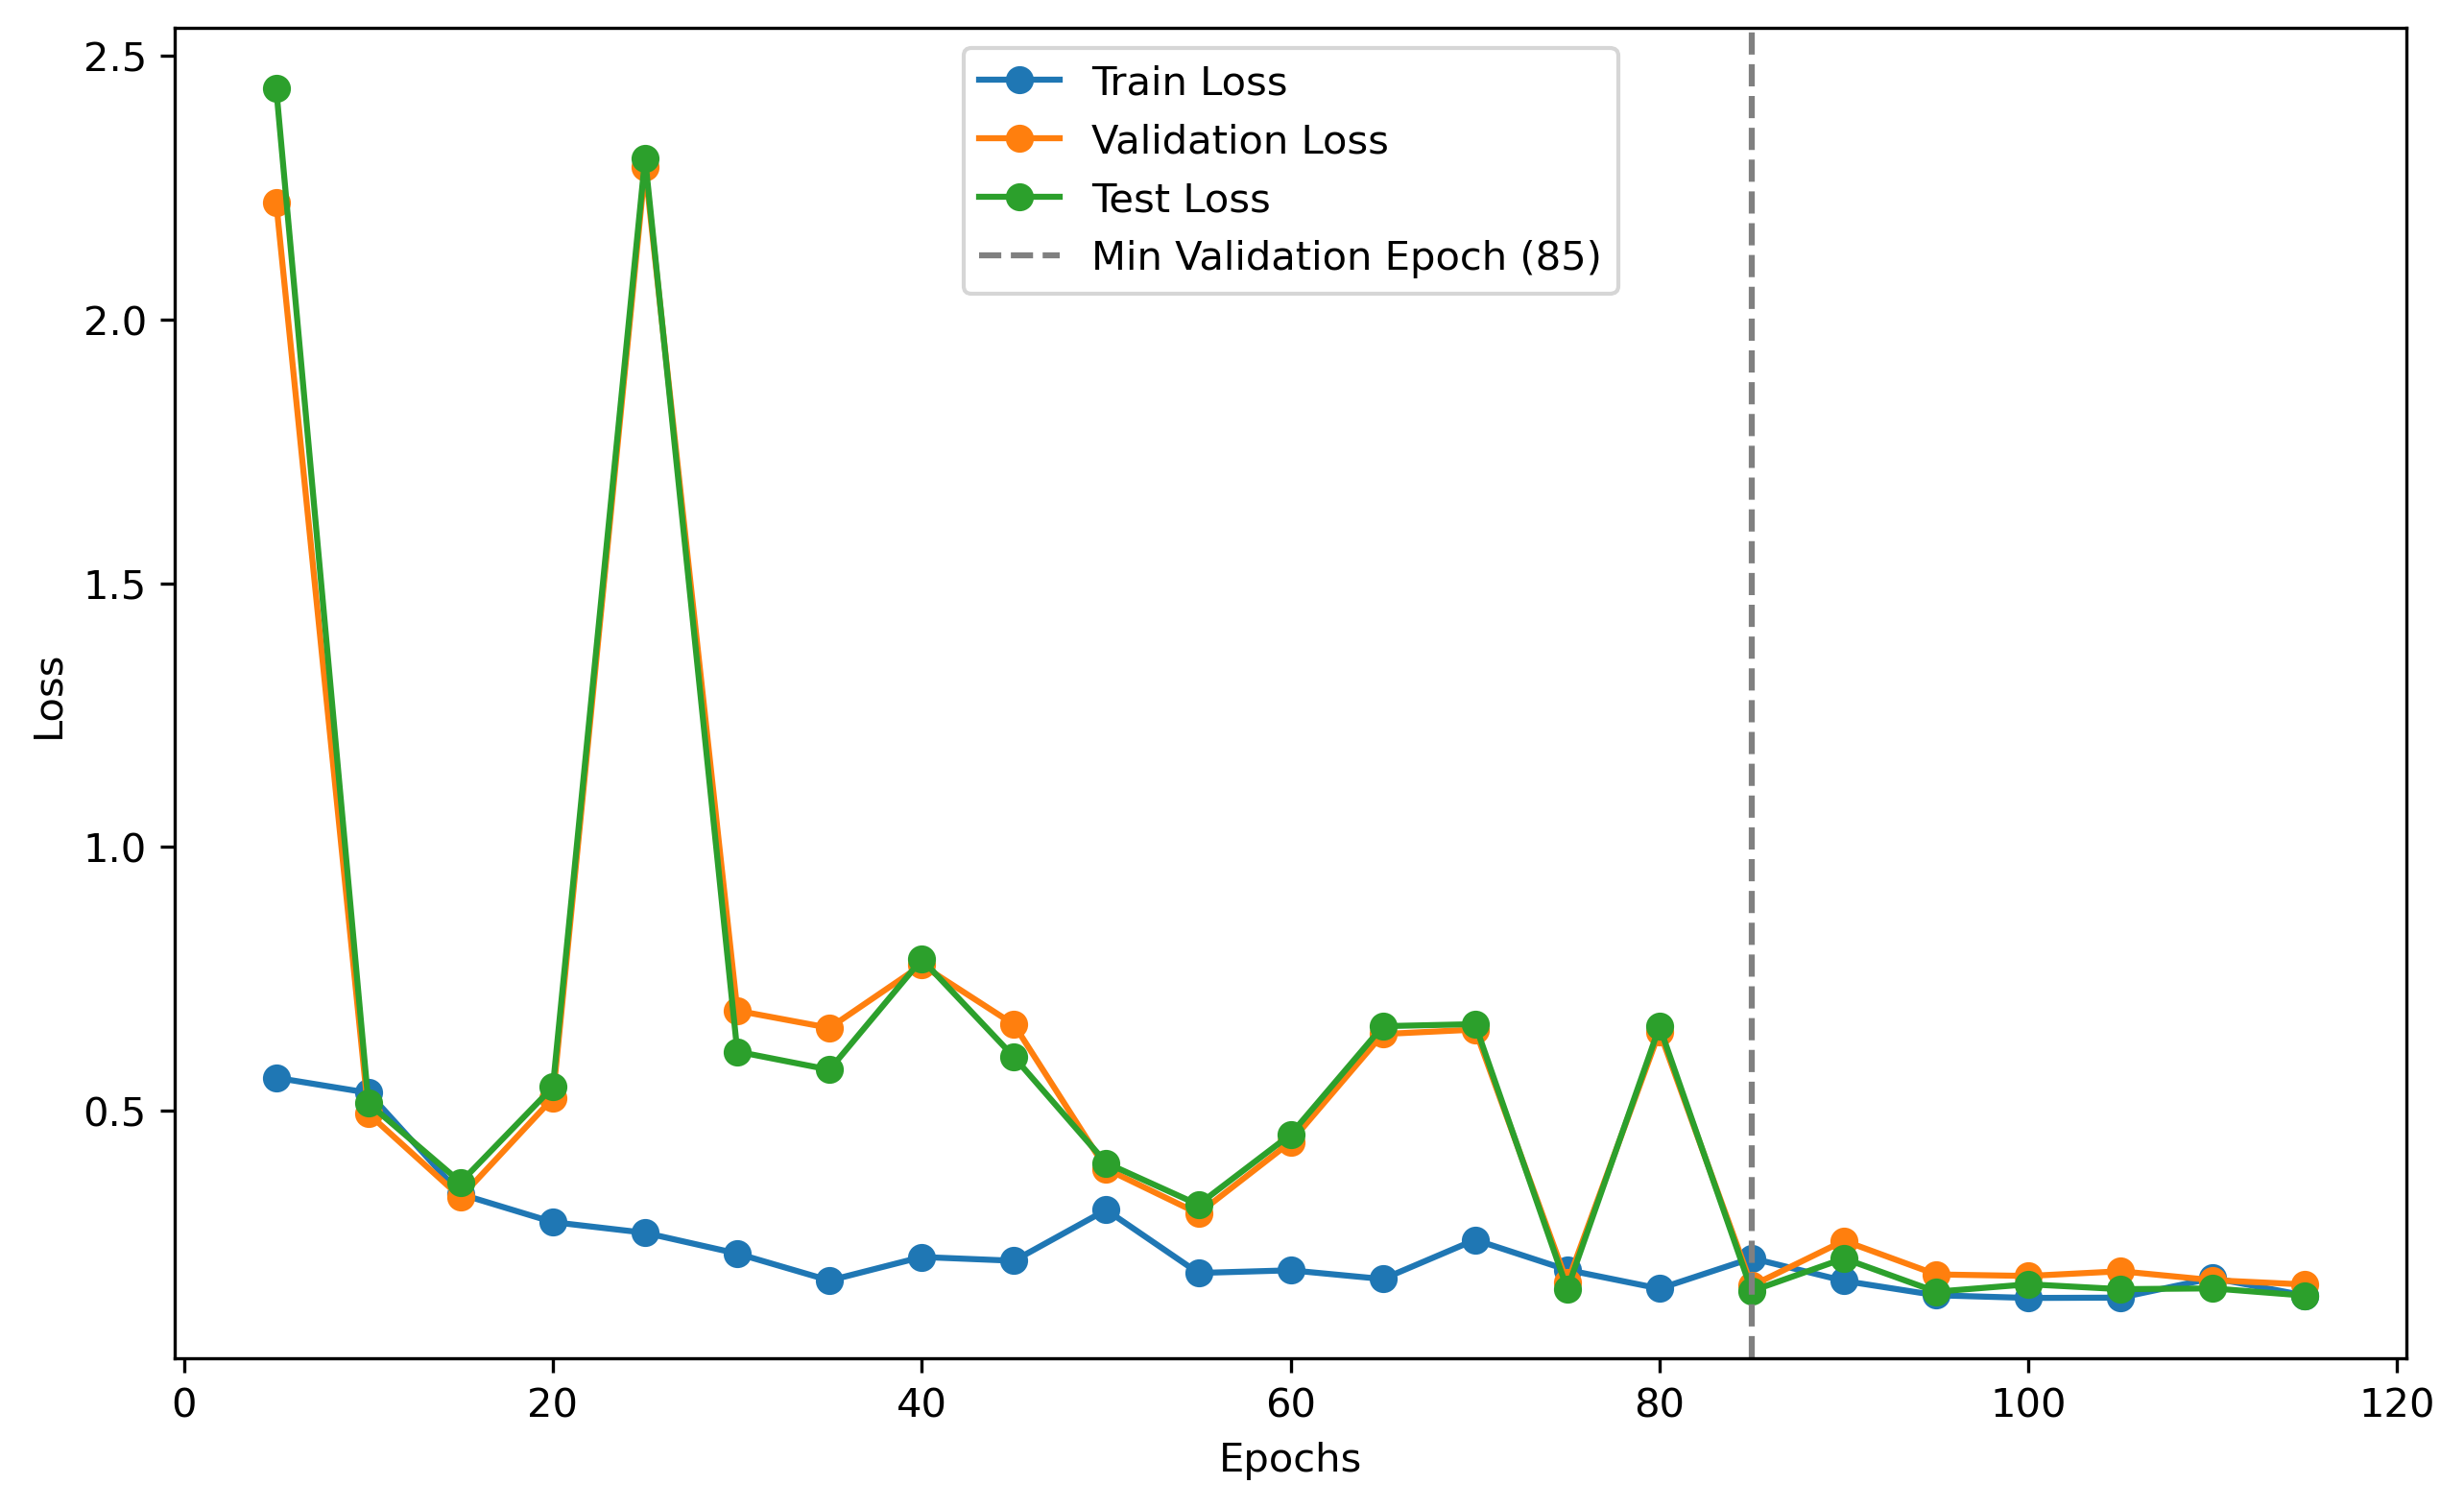 2.5
2.0
1.5
1.0
0.5
Loss
Train Loss
Validation Loss
Test Loss
Min Validation Epoch (85)
0 20 40 60 80 100 120
Epochs